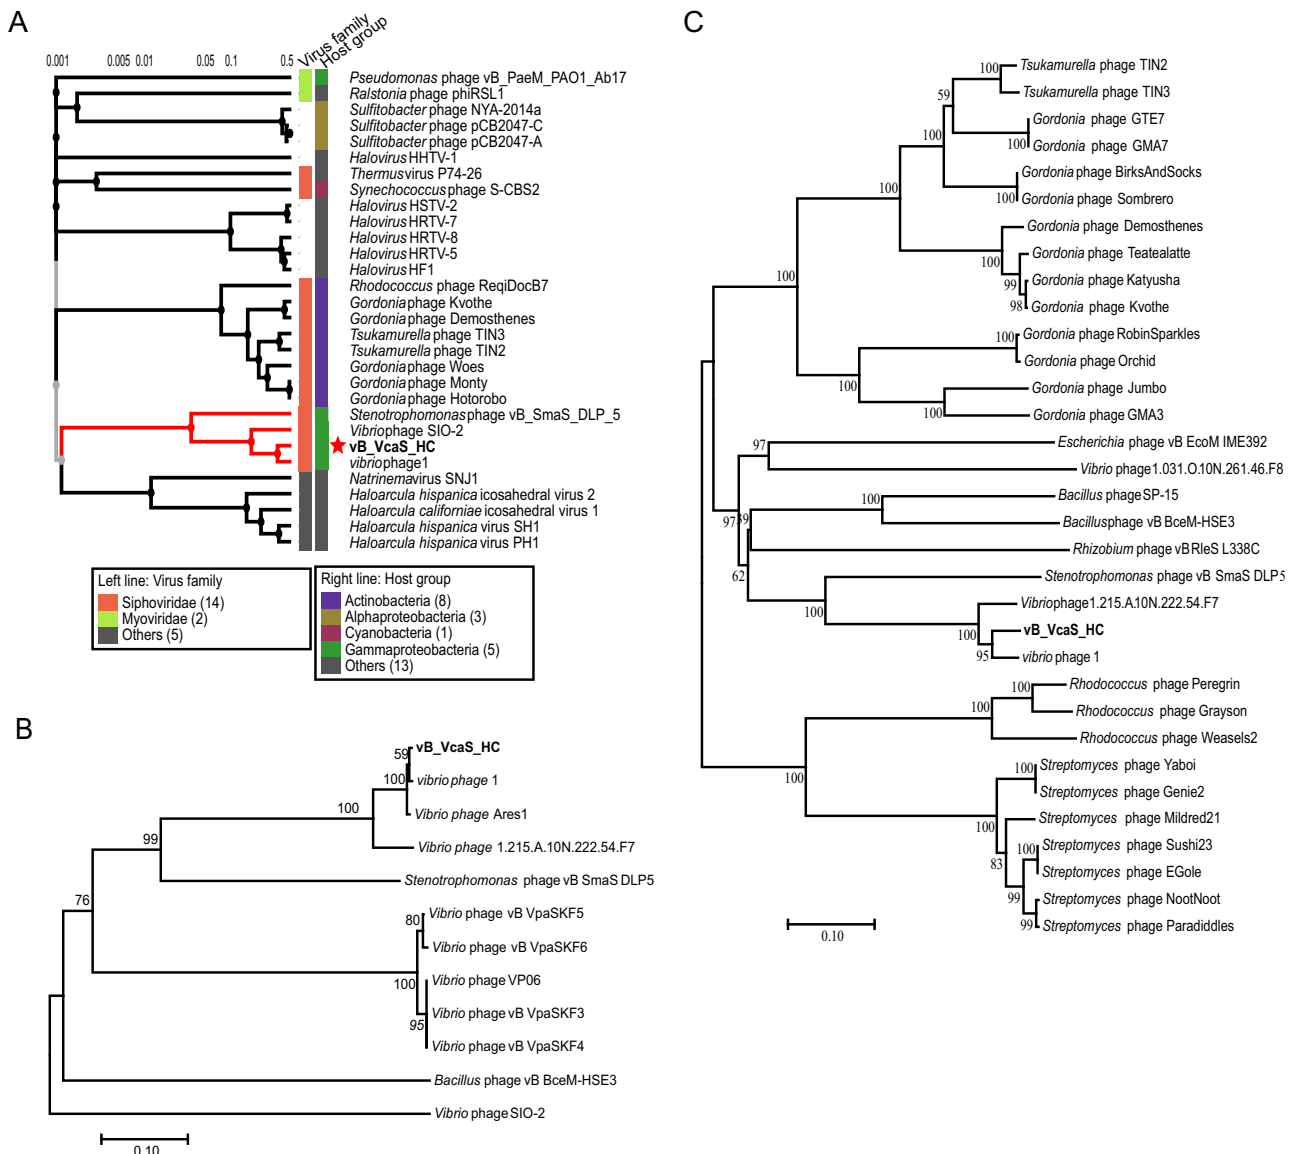 A
0.001 0.005 0.01 0.05 0.1 0.5
Virus family
Host group
Pseudomonas phage vB_PaeM_PAO1_Ab17
Ralstonia phage phiRSL1
Sulfitobacter phage NYA-2014a
Sulfitobacter phage pCB2047-C
Sulfitobacter phage pCB2047-A
Halovirus HHTV-1
Thermusvirus P74-26
Synechococcus phage S-CBS2
Halovirus HSTV-2
Halovirus HRTV-7
Halovirus HRTV-8
Halovirus HRTV-5
Halovirus HF1
Rhodococcus phage ReqiDocB7
Gordonia phage Kvothe
Gordonia phage Demosthenes
Tsukamurella phage TIN3
Tsukamurella phage TIN2
Gordonia phage Woes
Gordonia phage Monty
Gordonia phage Hotorobo
Stenotrophomonas phage vB_SmaS_DLP_5
Vibrio phage SIO-2
vB_VcaS_HC
vibrio phage1
Natrinema virus SNJ1
Haloarcula hispanica icosahedral virus 2
Haloarcula californiae icosahedral virus 1
Haloarcula hispanica virus SH1
Haloarcula hispanica virus PH1
Left line: Virus family
Siphoviridae (14)
Myoviridae (2)
Others (5)
Right line: Host group
Actinobacteria (8)
Alphaproteobacteria (3)
Cyanobacteria (1)
Gammaproteobacteria (5)
Others (13)
B
vB_VcaS_HC
59
vibrio phage 1
100
Vibrio phage Ares1
100
Vibrio phage 1.215.A.10N.222.54.F7
99
Stenotrophomonas phage vB SmaS DLP5
76
Vibrio phage vB VpaSKF5
80
Vibrio phage vB VpaSKF6
Vibrio phage VP06
100
Vibrio phage vB VpaSKF3
95
Vibrio phage vB VpaSKF4
Bacillus phage vB BceM-HSE3
Vibrio phage SIO-2
0.10
C
Tsukamurella phage TIN2
100
Tsukamurella phage TIN3
59
Gordonia phage GTE7
100
Gordonia phage GMA7
100
Gordonia phage BirksAndSocks
100
Gordonia phage Sombrero
100
Gordonia phage Demosthenes
Gordonia phage Teatealatte
100
Gordonia phage Katyusha
99
Gordonia phage Kvothe
98
100
Gordonia phage RobinSparkles
100
Gordonia phage Orchid
100
Gordonia phage Jumbo
100
Gordonia phage GMA3
Escherichia phage vB EcoM IME392
97
Vibrio phage1.031.O.10N.261.46.F8
Bacillus phage SP-15
100
Bacillus phage vB BceM-HSE3
97
59
Rhizobium phage vB RleS L338C
62
Stenotrophomonas phage vB SmaS DLP5
Vibrio phage1.215.A.10N.222.54.F7
100
vB_VcaS_HC
100
vibrio phage 1
95
Rhodococcus phage Peregrin
100
Rhodococcus phage Grayson
100
Rhodococcus phage Weasels2
100
Streptomyces phage Yaboi
100
Streptomyces phage Genie2
Streptomyces phage Mildred21
100
Streptomyces phage Sushi23
100
83
Streptomyces phage EGole
99
Streptomyces phage NootNoot
99
Streptomyces phage Paradiddles
0.10